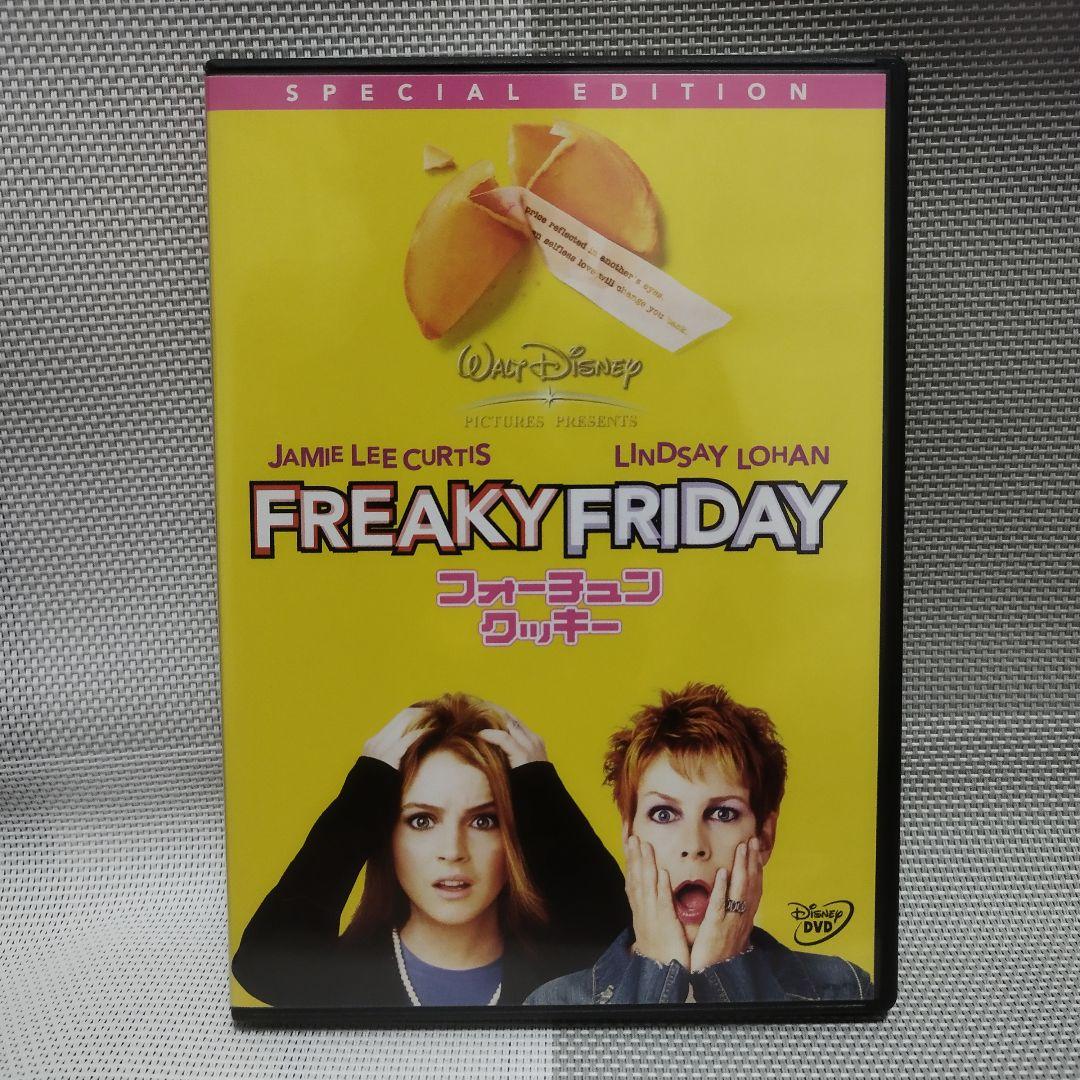 SPECIAL EDITION
price reflected in another's eyes.
en selfless love will change you back.
WALT DISNEY
PICTURES PRESENTS
JAMIE LEE CURTIS
LINDSAY LOHAN
FREAKY FRIDAY
フォーチュン
クッキー
DISNEY
DVD